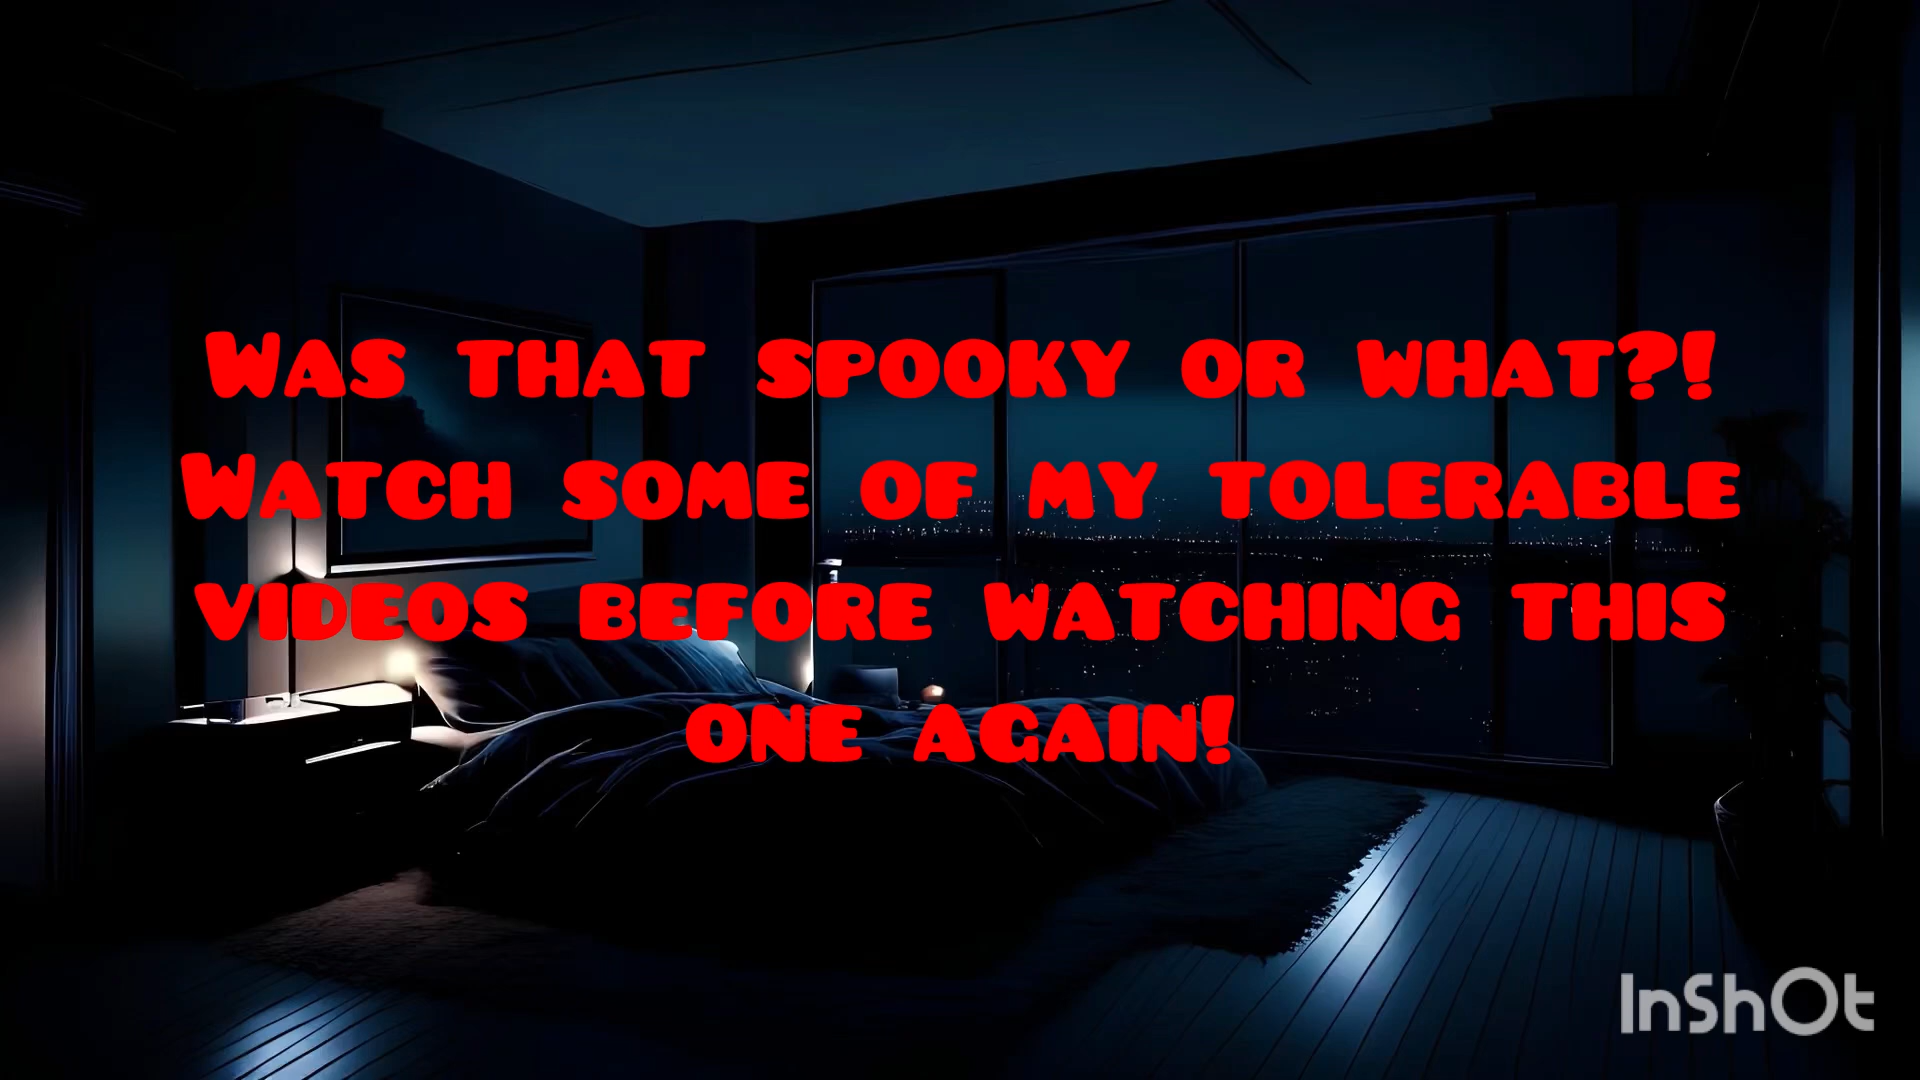 Was that spooky or what?!
Watch some of my tolerable
videos before watching this
one again!
InShOt